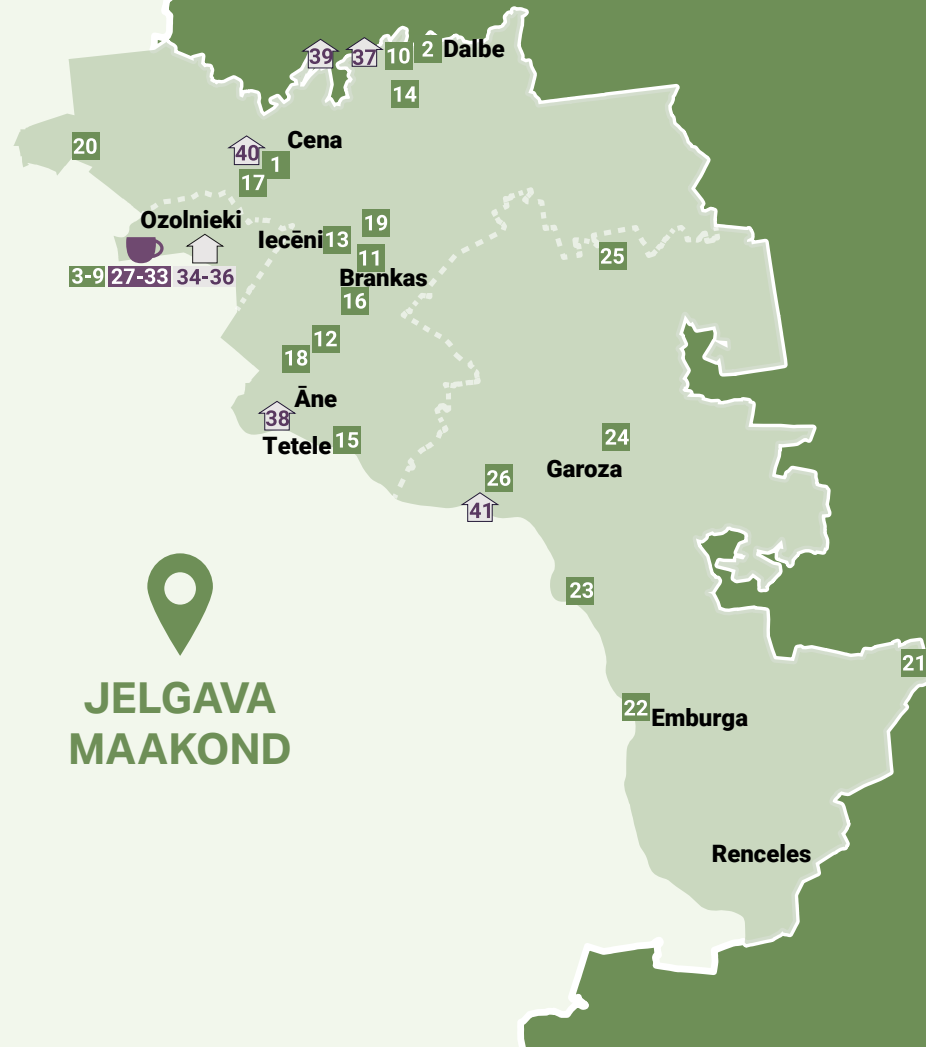 39
37
10
2
Dalbe
14
20
40
Cena
1
17
Ozolnieki
Iecēni
13
19
3-9
27-33
34-36
11
25
Brankas
16
12
18
Āne
38
Tetele
15
24
Garoza
26
41
23
21
JELGAVA
MAAKOND
22
Emburga
Renceles